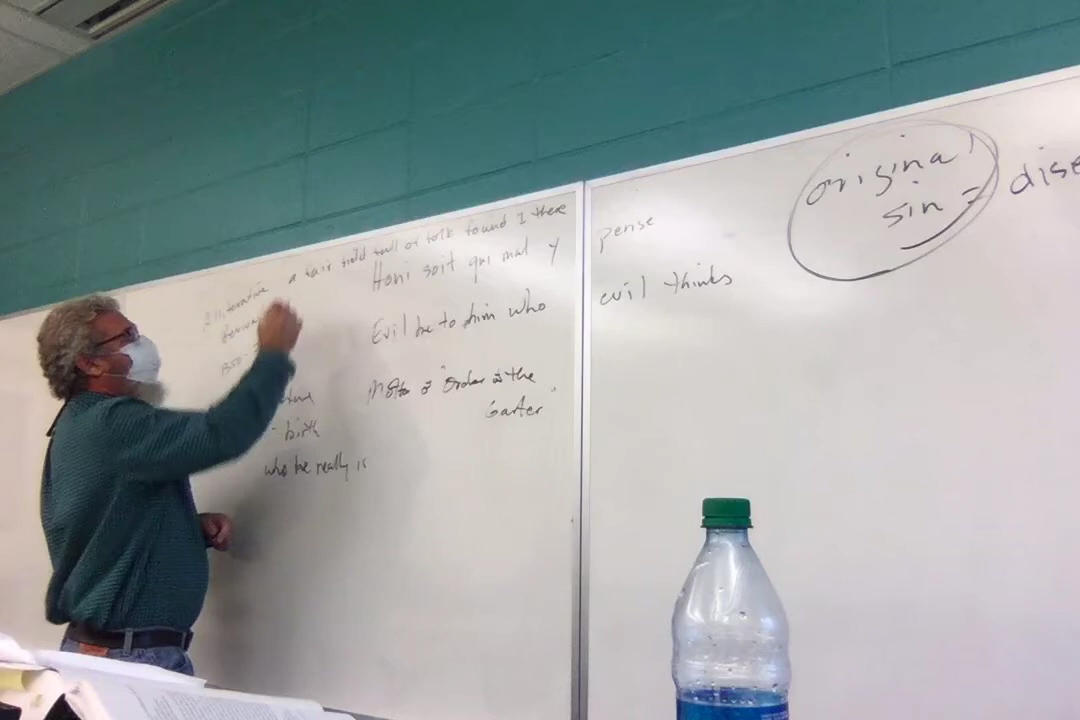 a fair field full of folk found I there
Alliterative
Honi soit qui mal y pense
Evil be to him who evil thinks
Motto of "Order of the
Garter"
birth
who he really is
original
sin =